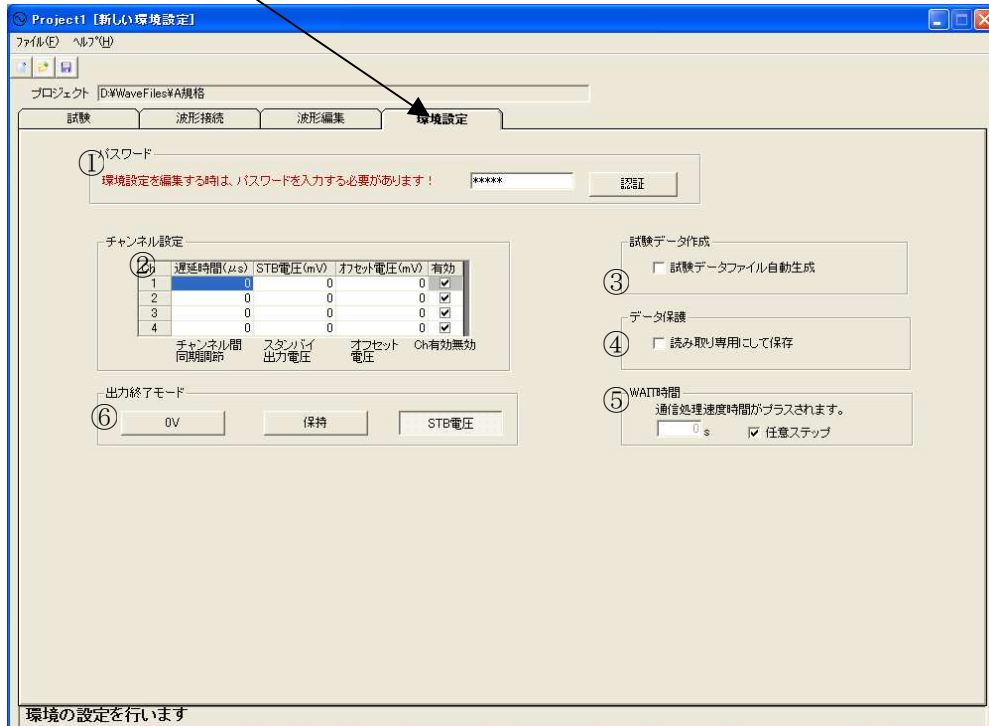 Project1 [新しい環境設定]
ファイル(F) ヘルプ(H)
プロジェクト D:¥WaveFiles¥A規格
試験 波形接続 波形編集 環境設定
① パスワード
環境設定を編集する時は、パスワードを入力する必要があります! ***** 認証
チャンネル設定
②
遅延時間(μs) STB電圧(mV) オフセット電圧(mV) 有効
1 0 0 0
2 0 0 0
3 0 0 0
4 0 0 0
チャンネル間同期調節 スタンバイ出力電圧 オフセット電圧 Ch有効無効
試験データ作成
③ 試験データファイル自動生成
データ保護
④ 読み取り専用にして保存
出力終了モード
⑥ 0V 保持 STB電圧
⑤ WAIT時間
通信処理速度時間がプラスされます。
0 s 任意ステップ
環境の設定を行います